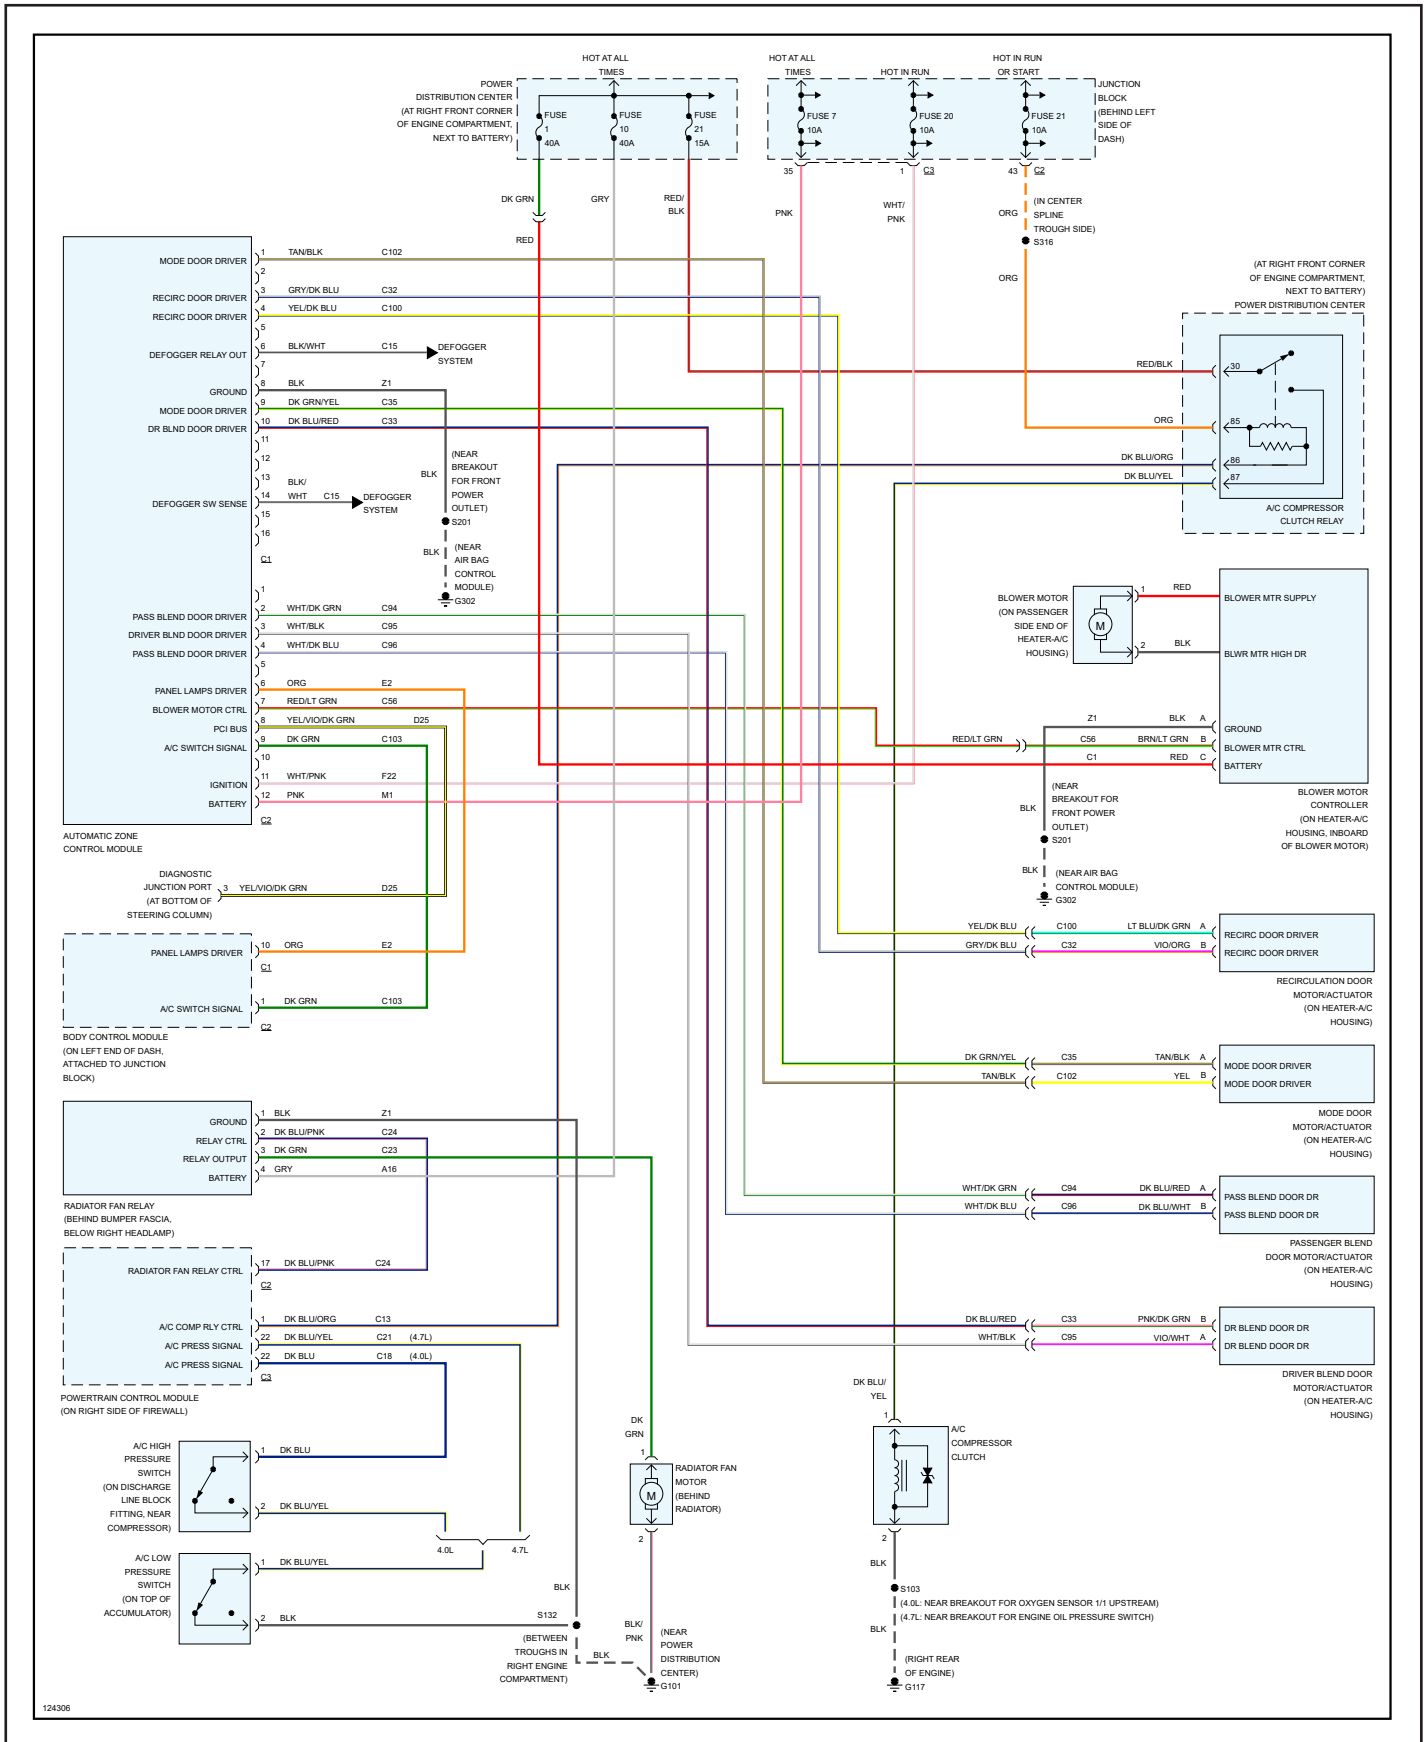 HOT AT ALL
TIMES
POWER
DISTRIBUTION CENTER
(AT RIGHT FRONT CORNER
OF ENGINE COMPARTMENT,
NEXT TO BATTERY)
FUSE
1
40A
FUSE
10
40A
FUSE
21
15A
HOT AT ALL
TIMES
HOT IN RUN
HOT IN RUN
OR START
FUSE 7
10A
FUSE 20
10A
FUSE 21
10A
JUNCTION
BLOCK
(BEHIND LEFT
SIDE OF
DASH)
35
1
C3
43
C2
DK GRN
GRY
RED/
BLK
PNK
WHT/
PNK
ORG
(IN CENTER
SPLINE
TROUGH SIDE)
S316
RED
ORG
MODE DOOR DRIVER
1
TAN/BLK
C102
2
RECIRC DOOR DRIVER
3
GRY/DK BLU
C32
RECIRC DOOR DRIVER
4
YEL/DK BLU
C100
5
DEFOGGER RELAY OUT
6
BLK/WHT
C15
DEFOGGER
SYSTEM
7
GROUND
8
BLK
Z1
MODE DOOR DRIVER
9
DK GRN/YEL
C35
DR BLND DOOR DRIVER
10
DK BLU/RED
C33
11
12
13
BLK/
DEFOGGER SW SENSE
14
WHT
C15
DEFOGGER
SYSTEM
15
16
C1
BLK
(NEAR
BREAKOUT
FOR FRONT
POWER
OUTLET)
S201
BLK
(NEAR
AIR BAG
CONTROL
MODULE)
G302
1
PASS BLEND DOOR DRIVER
2
WHT/DK GRN
C94
DRIVER BLND DOOR DRIVER
3
WHT/BLK
C95
PASS BLEND DOOR DRIVER
4
WHT/DK BLU
C96
5
PANEL LAMPS DRIVER
6
ORG
E2
BLOWER MOTOR CTRL
7
RED/LT GRN
C56
PCI BUS
8
YEL/VIO/DK GRN
D25
A/C SWITCH SIGNAL
9
DK GRN
C103
10
IGNITION
11
WHT/PNK
F22
BATTERY
12
PNK
M1
C2
AUTOMATIC ZONE
CONTROL MODULE
(AT RIGHT FRONT CORNER
OF ENGINE COMPARTMENT,
NEXT TO BATTERY)
POWER DISTRIBUTION CENTER
RED/BLK
30
ORG
85
DK BLU/ORG
86
DK BLU/YEL
87
A/C COMPRESSOR
CLUTCH RELAY
BLOWER MOTOR
(ON PASSENGER
SIDE END OF
HEATER-A/C
HOUSING)
M
1
RED
2
BLK
BLOWER MTR SUPPLY
BLWR MTR HIGH DR
Z1
BLK
A
GROUND
RED/LT GRN
C56
BRN/LT GRN
B
BLOWER MTR CTRL
C1
RED
C
BATTERY
BLOWER MOTOR
CONTROLLER
(ON HEATER-A/C
HOUSING, INBOARD
OF BLOWER MOTOR)
BLK
(NEAR
BREAKOUT FOR
FRONT POWER
OUTLET)
S201
BLK
(NEAR AIR BAG
CONTROL MODULE)
G302
DIAGNOSTIC
JUNCTION PORT
(AT BOTTOM OF
STEERING COLUMN)
3
YEL/VIO/DK GRN
D25
PANEL LAMPS DRIVER
10
ORG
E2
C1
A/C SWITCH SIGNAL
1
DK GRN
C103
C2
BODY CONTROL MODULE
(ON LEFT END OF DASH,
ATTACHED TO JUNCTION
BLOCK)
YEL/DK BLU
C100
LT BLU/DK GRN
A
RECIRC DOOR DRIVER
GRY/DK BLU
C32
VIO/ORG
B
RECIRC DOOR DRIVER
RECIRCULATION DOOR
MOTOR/ACTUATOR
(ON HEATER-A/C
HOUSING)
DK GRN/YEL
C35
TAN/BLK
A
MODE DOOR DRIVER
TAN/BLK
C102
YEL
B
MODE DOOR DRIVER
MODE DOOR
MOTOR/ACTUATOR
(ON HEATER-A/C
HOUSING)
GROUND
1
BLK
Z1
RELAY CTRL
2
DK BLU/PNK
C24
RELAY OUTPUT
3
DK GRN
C23
BATTERY
4
GRY
A16
RADIATOR FAN RELAY
(BEHIND BUMPER FASCIA,
BELOW RIGHT HEADLAMP)
WHT/DK GRN
C94
DK BLU/RED
A
PASS BLEND DOOR DR
WHT/DK BLU
C96
DK BLU/WHT
B
PASS BLEND DOOR DR
PASSENGER BLEND
DOOR MOTOR/ACTUATOR
(ON HEATER-A/C
HOUSING)
RADIATOR FAN RELAY CTRL
17
DK BLU/PNK
C24
C2
A/C COMP RLY CTRL
1
DK BLU/ORG
C13
A/C PRESS SIGNAL
22
DK BLU/YEL
C21
(4.7L)
A/C PRESS SIGNAL
22
DK BLU
C18
(4.0L)
C3
POWERTRAIN CONTROL MODULE
(ON RIGHT SIDE OF FIREWALL)
DK BLU/RED
C33
PNK/DK GRN
B
DR BLEND DOOR DR
WHT/BLK
C95
VIO/WHT
A
DR BLEND DOOR DR
DRIVER BLEND DOOR
MOTOR/ACTUATOR
(ON HEATER-A/C
HOUSING)
A/C HIGH
PRESSURE
SWITCH
(ON DISCHARGE
LINE BLOCK
FITTING, NEAR
COMPRESSOR)
1
DK BLU
2
DK BLU/YEL
4.0L
4.7L
A/C LOW
PRESSURE
SWITCH
(ON TOP OF
ACCUMULATOR)
1
DK BLU/YEL
2
BLK
DK
GRN
1
M
RADIATOR FAN
MOTOR
(BEHIND
RADIATOR)
2
BLK
S132
(BETWEEN
TROUGHS IN
RIGHT ENGINE
COMPARTMENT)
BLK
BLK/
PNK
(NEAR
POWER
DISTRIBUTION
CENTER)
G101
DK BLU/
YEL
1
A/C
COMPRESSOR
CLUTCH
2
BLK
S103
(4.0L: NEAR BREAKOUT FOR OXYGEN SENSOR 1/1 UPSTREAM)
(4.7L: NEAR BREAKOUT FOR ENGINE OIL PRESSURE SWITCH)
BLK
(RIGHT REAR
OF ENGINE)
G117
124306